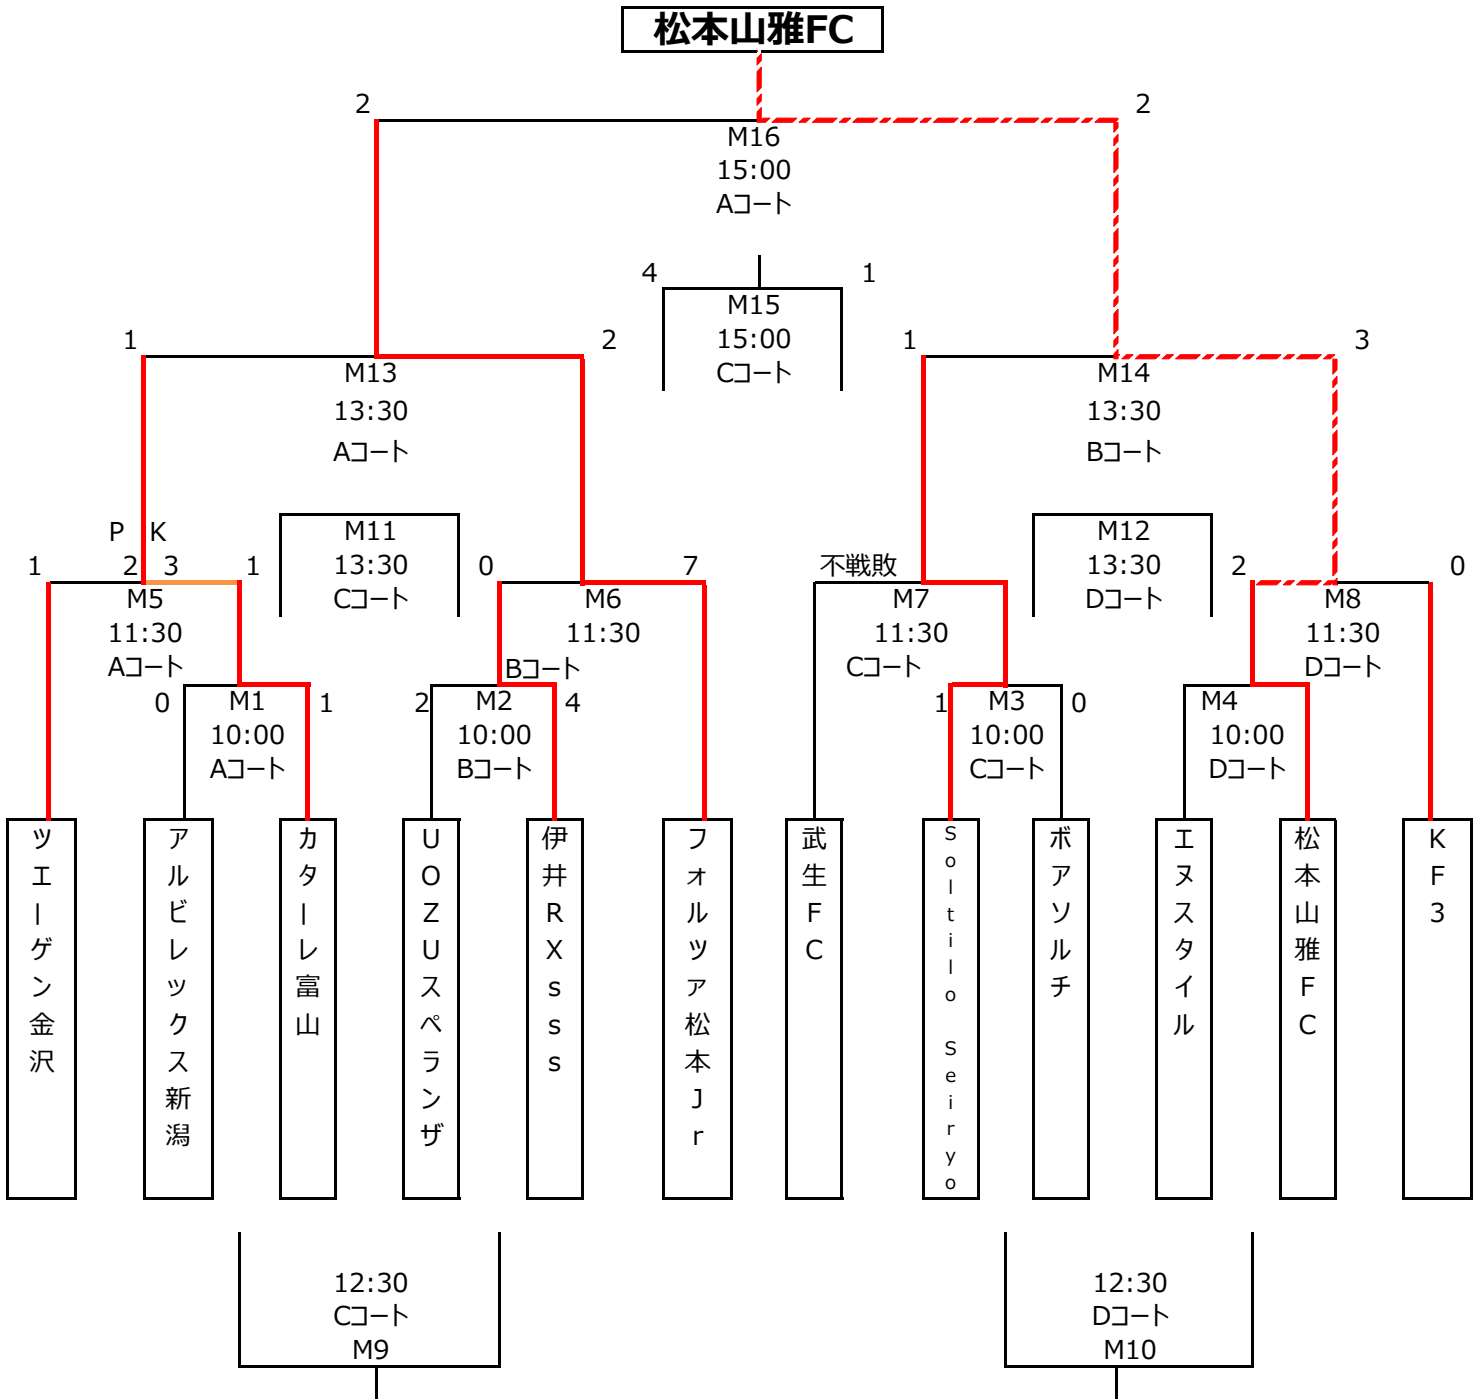 松本山雅FC
2 2
M16
15:00
Aコート
4 1
M15
15:00
Cコート
1 2
M13
13:30
Aコート
1 3
M14
13:30
Bコート
P K
1 2 3 1
M5
11:30
Aコート
M11
13:30
Cコート
0 7
M6
11:30
Bコート
不戦敗
M7
11:30
Cコート
M12
13:30
Dコート
2 0
M8
11:30
Dコート
0 M1 1
10:00
Aコート
2 M2 4
10:00
Bコート
1 M3 0
10:00
Cコート
M4
10:00
Dコート
ツエーゲン金沢
アルビレックス新潟
カターレ富山
UOZUスペランザ
伊井RXsss
フォルツァ松本Jr
武生FC
Soltilo Seiryo
ボアソルチ
エヌスタイル
松本山雅FC
KF3
12:30
Cコート
M9
12:30
Dコート
M10